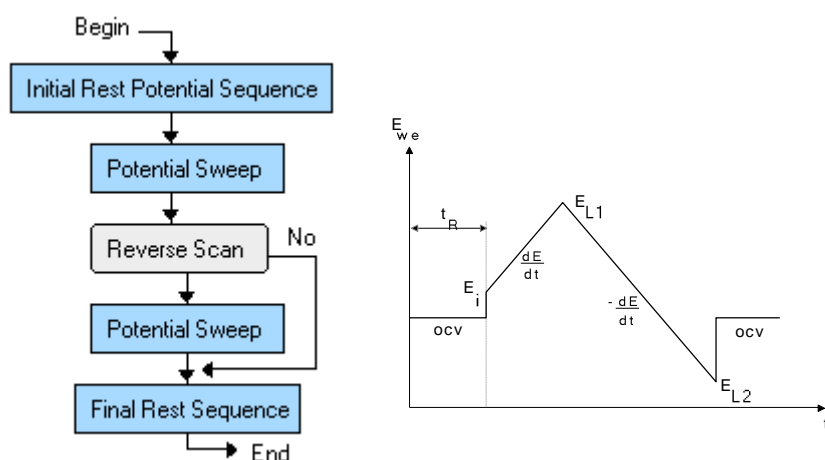 Begin
Initial Rest Potential Sequence
Potential Sweep
Reverse Scan
No
Potential Sweep
Final Rest Sequence
End
E we
t R
E L1
dE
dt
E i
- dE
dt
ocv
ocv
E L2